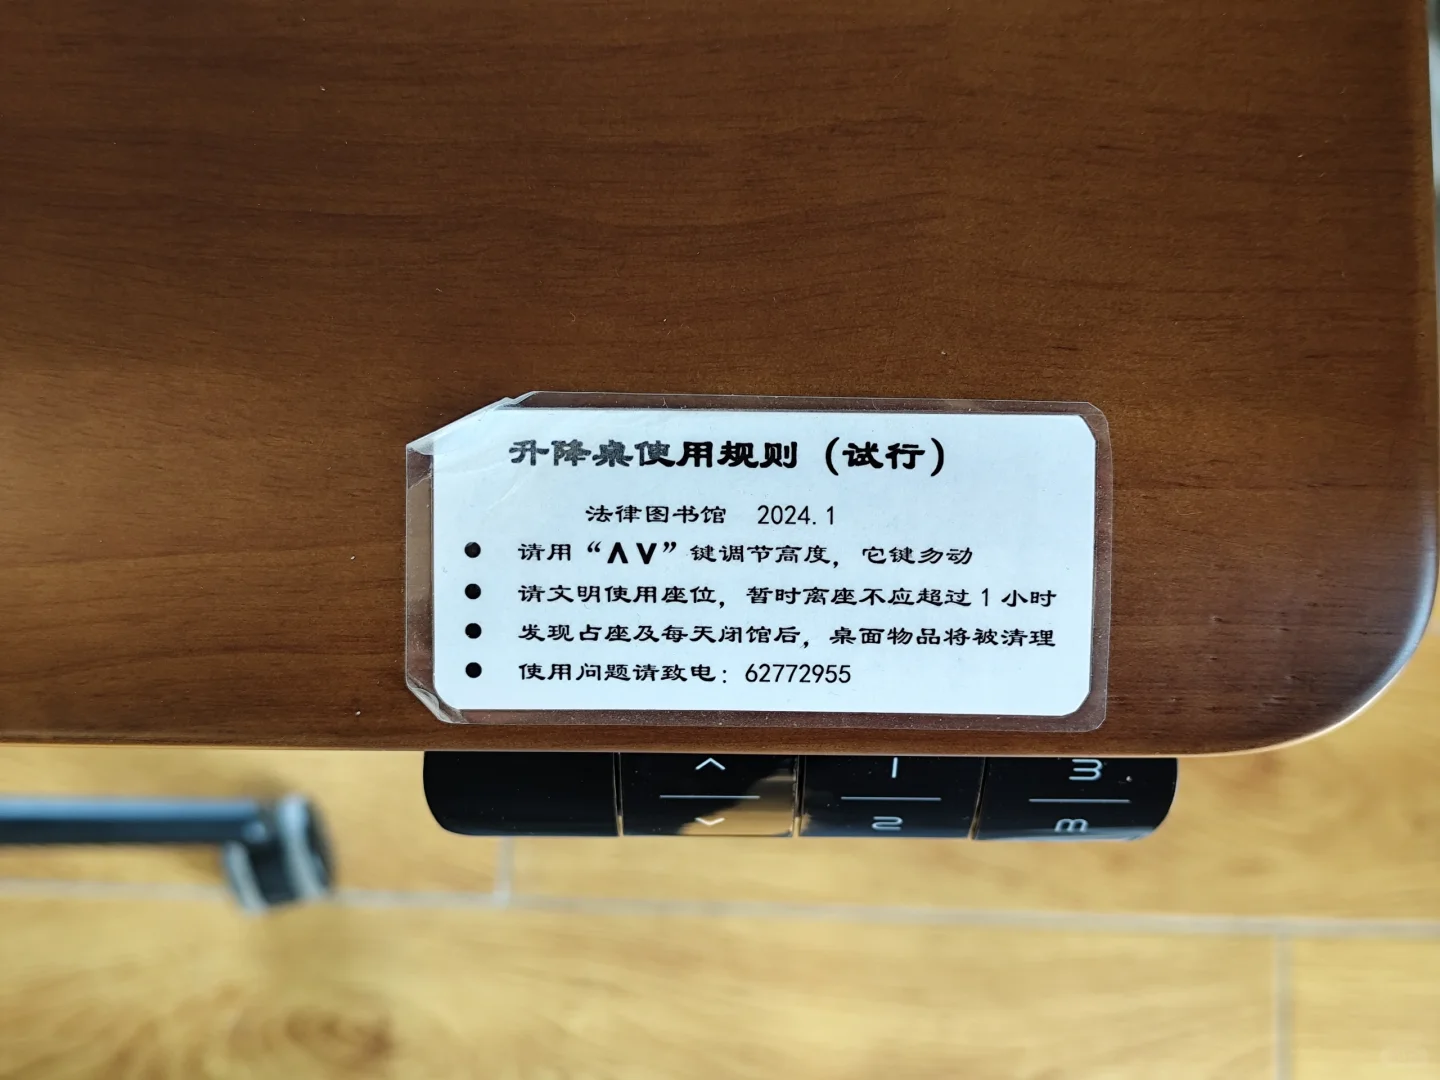 升降桌使用规则（试行）
法律图书馆 2024.1
● 请用“∧∨”键调节高度，它键勿动
● 请文明使用座位，暂时离座不应超过1小时
● 发现占座及每天闭馆后，桌面物品将被清理
● 使用问题请致电：62772955
∧ 1 3
∨ 2 m